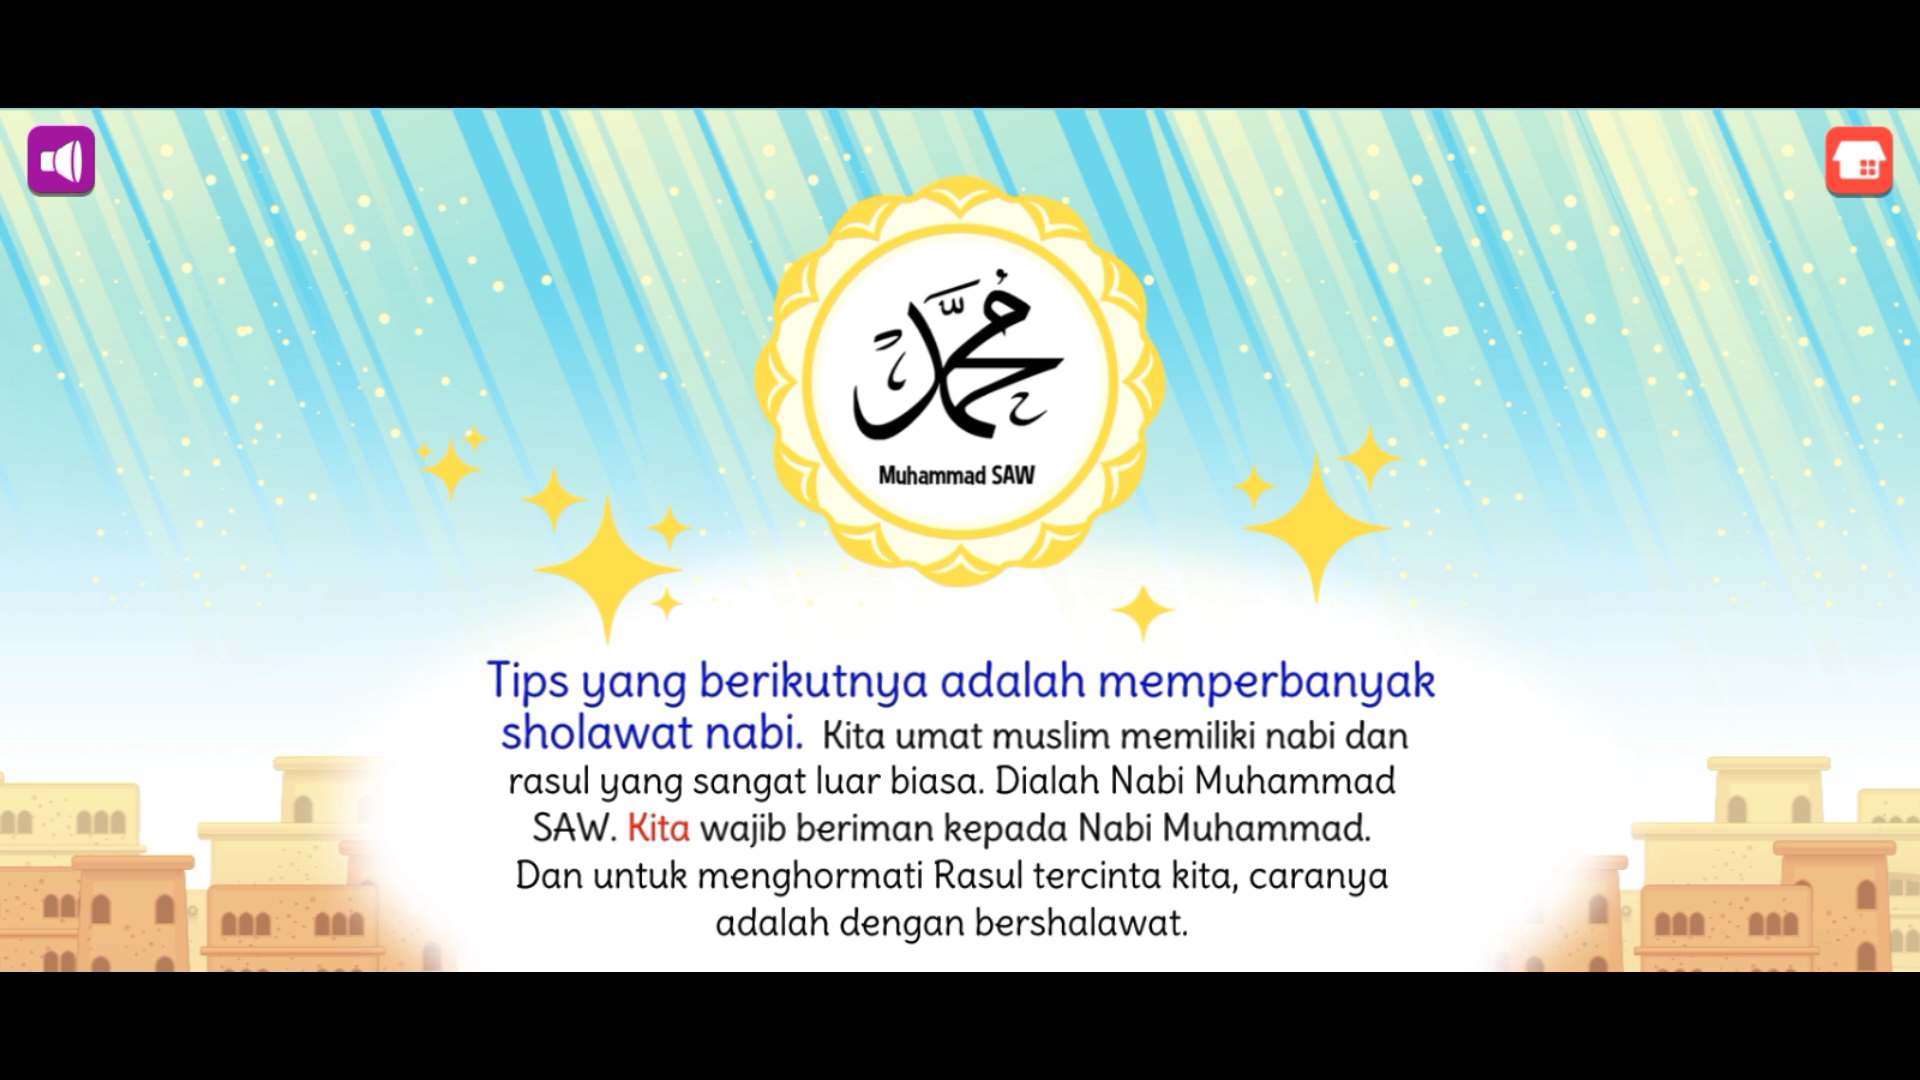 مُحَمَّد
Muhammad SAW
Tips yang berikutnya adalah memperbanyak
sholawat nabi. Kita umat muslim memiliki nabi dan
rasul yang sangat luar biasa. Dialah Nabi Muhammad
SAW. Kita wajib beriman kepada Nabi Muhammad.
Dan untuk menghormati Rasul tercinta kita, caranya
adalah dengan bershalawat.